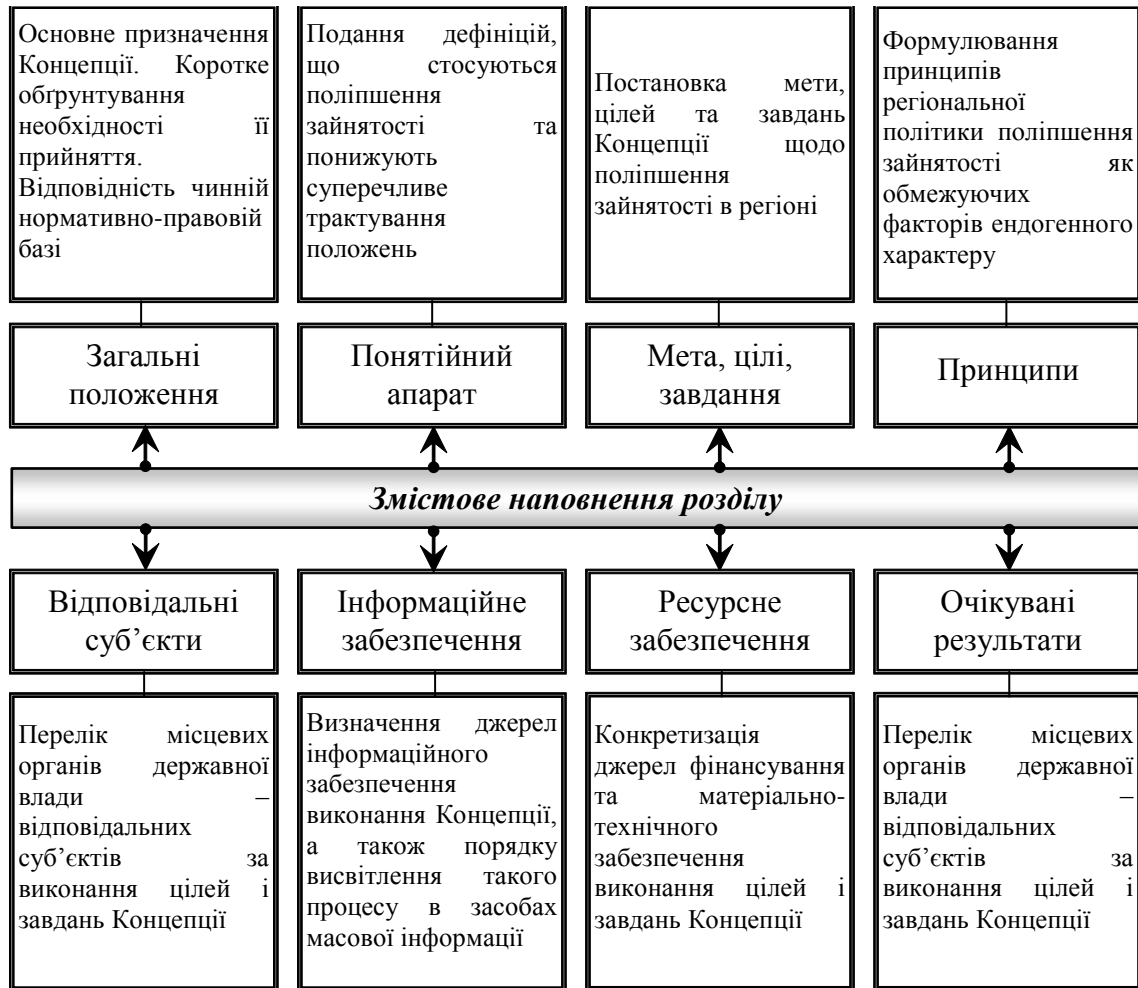 Основне призначення
Концепції. Коротке
обґрунтування
необхідності її
прийняття.
Відповідність чинній
нормативно-правовій
базі
Подання дефініцій,
що стосуються
поліпшення
зайнятості та
понижують
суперечливе
трактування
положень
Постановка мети,
цілей та завдань
Концепції щодо
поліпшення
зайнятості в регіоні
Формулювання
принципів
регіональної
політики поліпшення
зайнятості як
обмежуючих
факторів ендогенного
характеру
Загальні
положення
Понятійний
апарат
Мета, цілі,
завдання
Принципи
Змістове наповнення розділу
Відповідальні
суб’єкти
Інформаційне
забезпечення
Ресурсне
забезпечення
Очікувані
результати
Перелік місцевих
органів державної
влади –
відповідальних
суб’єктів за
виконання цілей і
завдань Концепції
Визначення джерел
інформаційного
забезпечення
виконання Концепції,
а також порядку
висвітлення такого
процесу в засобах
масової інформації
Конкретизація
джерел фінансування
та матеріально-
технічного
забезпечення
виконання цілей і
завдань Концепції
Перелік місцевих
органів державної
влади –
відповідальних
суб’єктів за
виконання цілей і
завдань Концепції